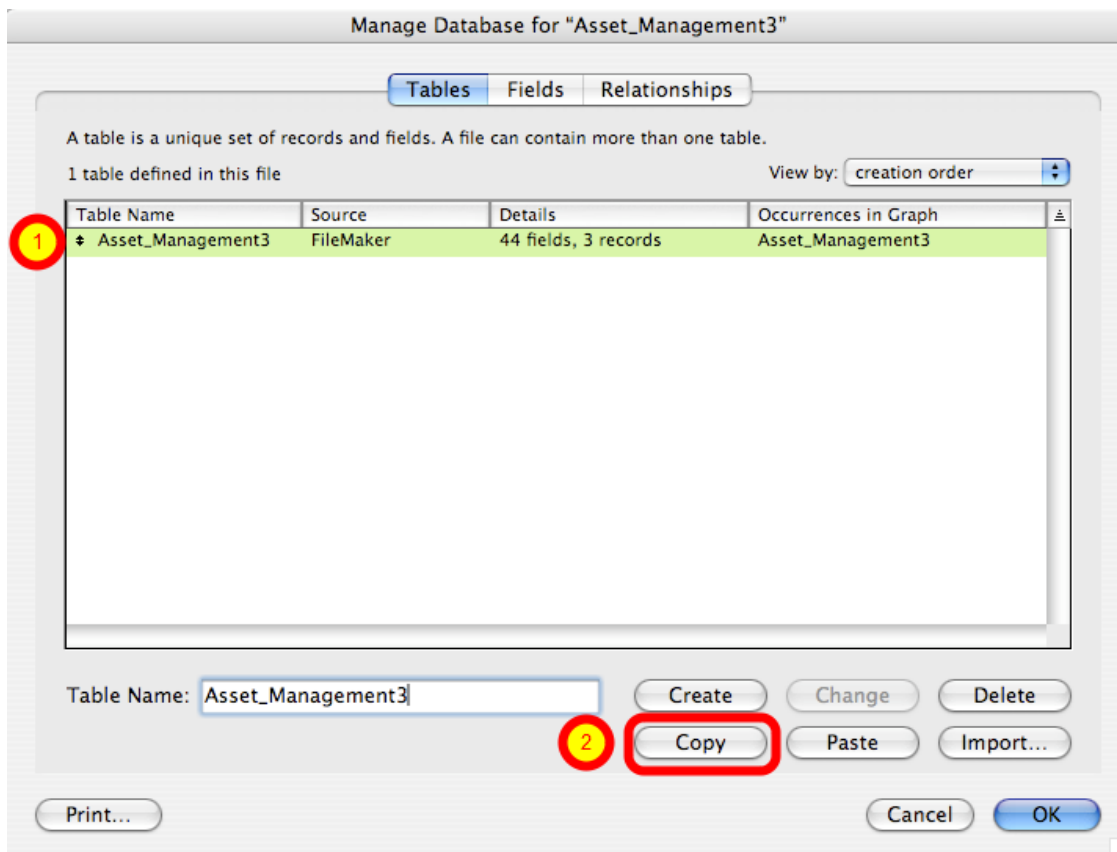 Manage Database for “Asset_Management3”
Tables Fields Relationships
A table is a unique set of records and fields. A file can contain more than one table.
1 table defined in this file View by: creation order
Table Name Source Details Occurrences in Graph
1 Asset_Management3 FileMaker 44 fields, 3 records Asset_Management3
Table Name: Asset_Management3 Create Change Delete
2 Copy Paste Import...
Print... Cancel OK